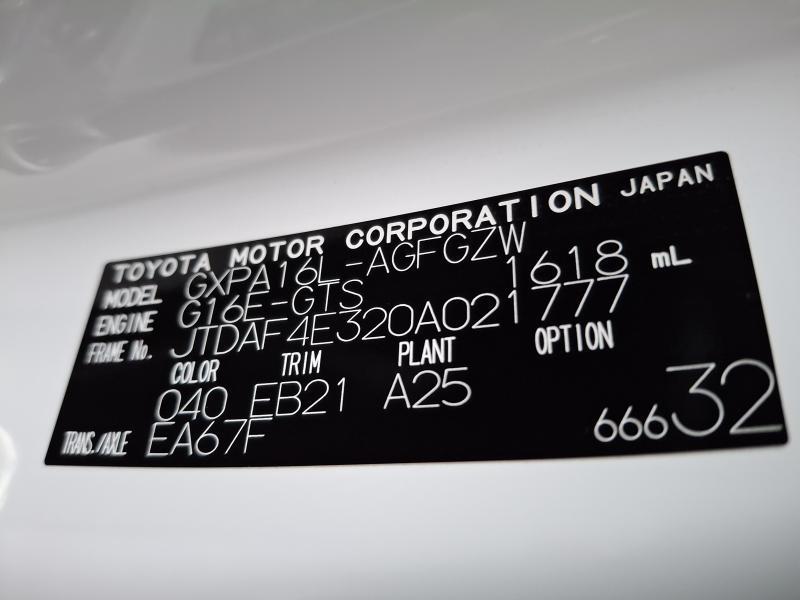 TOYOTA MOTOR CORPORATION JAPAN
MODEL GXPA16L-AGFGZW
ENGINE G16E-GTS 1618 mL
FRAME No. JTDAF4E320A021777
COLOR TRIM PLANT OPTION
040 EB21 A25
TRANS./AXLE EA67F 66632